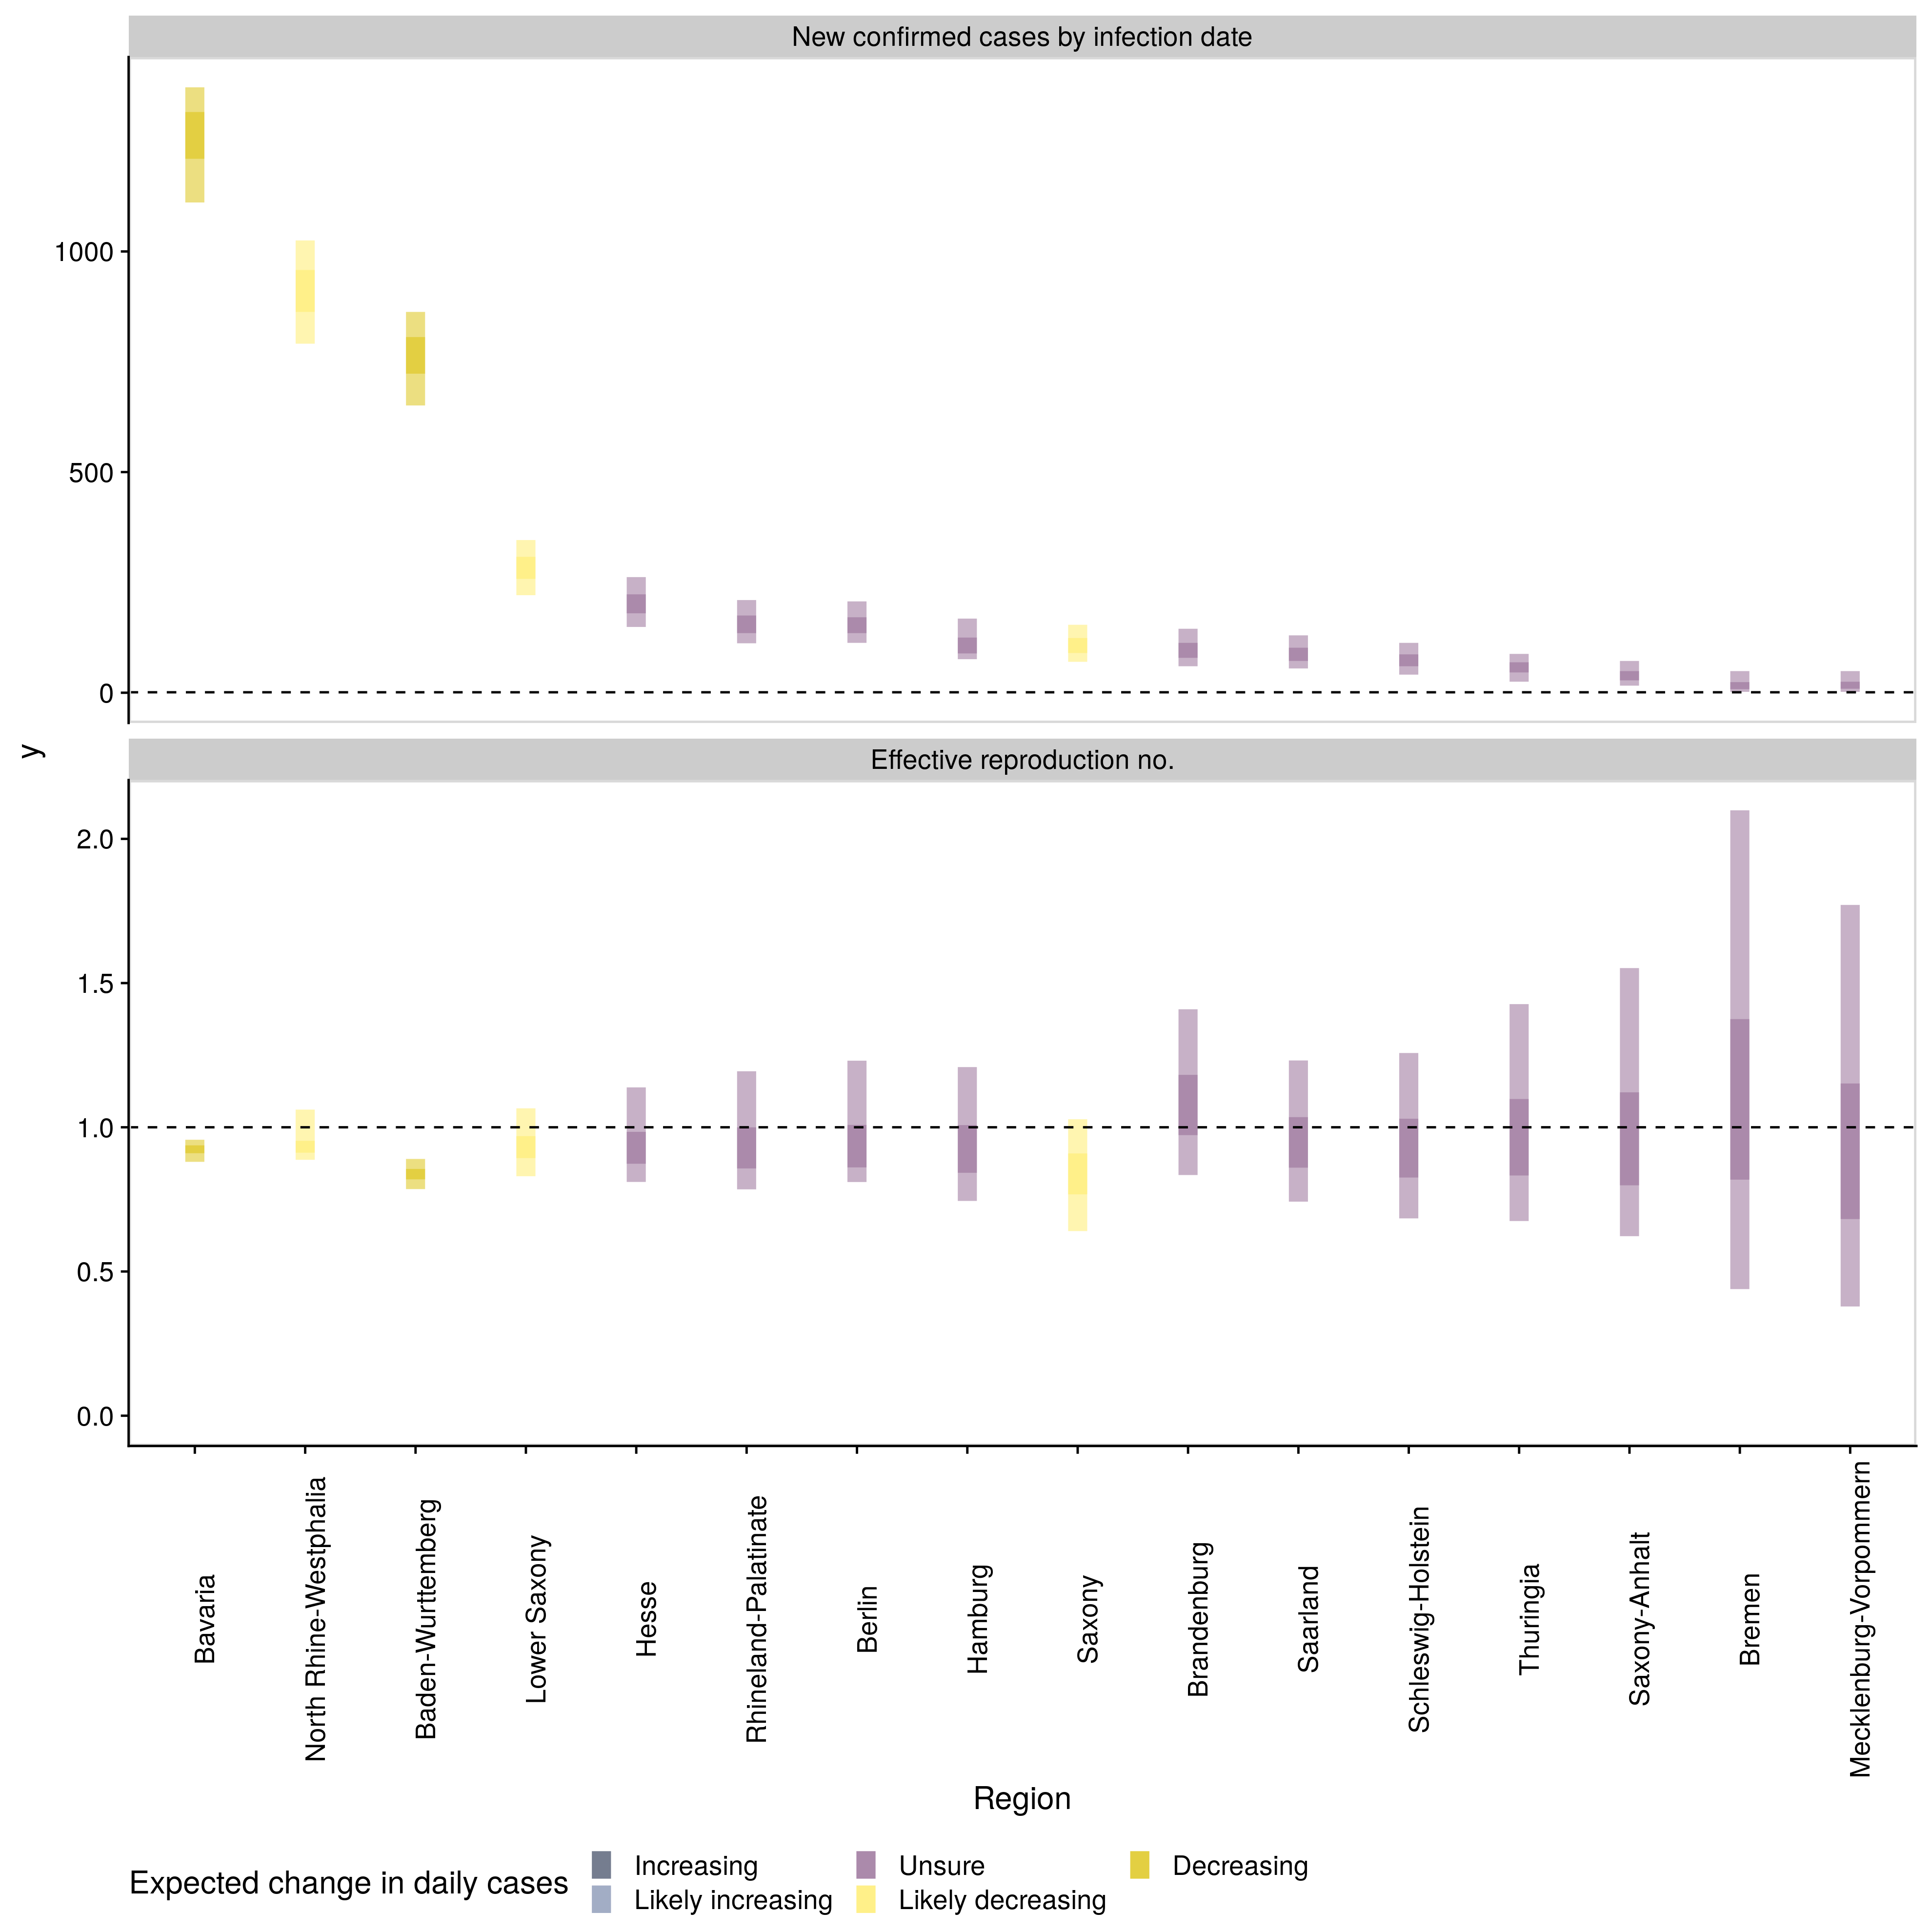 New confirmed cases by infection date
1000
500
0
y
Effective reproduction no.
2.0
1.5
1.0
0.5
0.0
Bavaria
North Rhine-Westphalia
Baden-Wurttemberg
Lower Saxony
Hesse
Rhineland-Palatinate
Berlin
Hamburg
Saxony
Brandenburg
Saarland
Schleswig-Holstein
Thuringia
Saxony-Anhalt
Bremen
Mecklenburg-Vorpommern
Region
Expected change in daily cases
Increasing
Unsure
Decreasing
Likely increasing
Likely decreasing